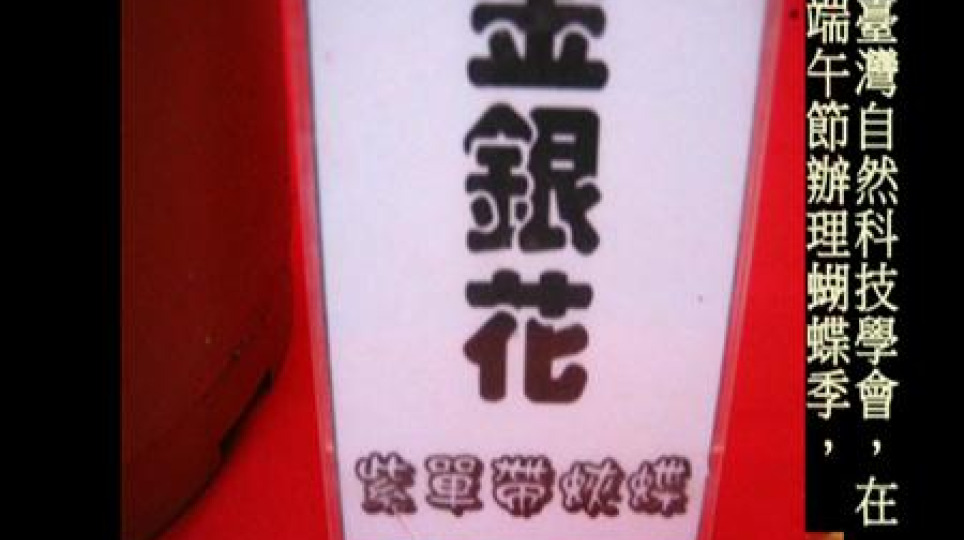 臺灣自然科技學會，在
端午節辦理蝴蝶季，
金銀花
紫單帶蛺蝶